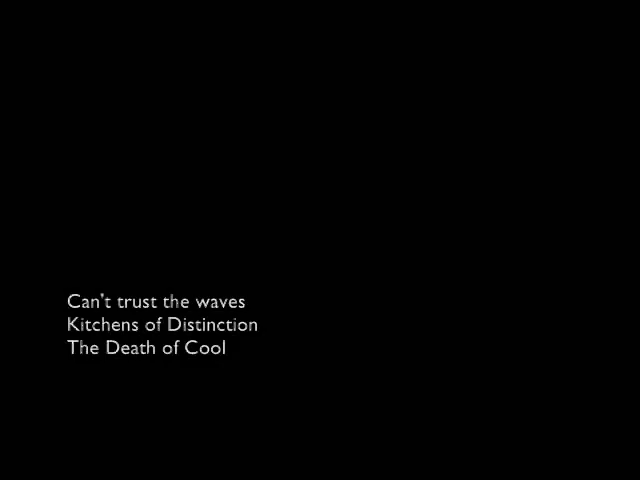 Can't trust the waves
Kitchens of Distinction
The Death of Cool